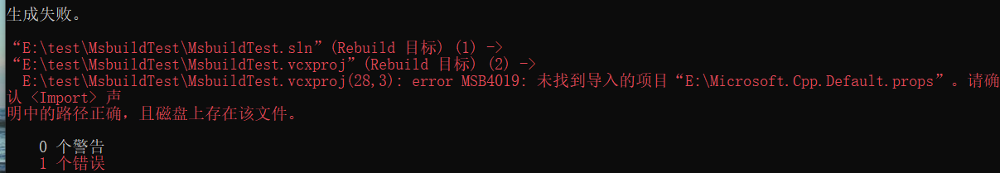 生成失败。
“E:\test\MsbuildTest\MsbuildTest.sln”(Rebuild 目标) (1) ->
“E:\test\MsbuildTest\MsbuildTest.vcxproj”(Rebuild 目标) (2) ->
E:\test\MsbuildTest\MsbuildTest.vcxproj(28,3): error MSB4019: 未找到导入的项目“E:\Microsoft.Cpp.Default.props”。请确
认 <Import> 声
明中的路径正确，且磁盘上存在该文件。
0 个警告
1 个错误